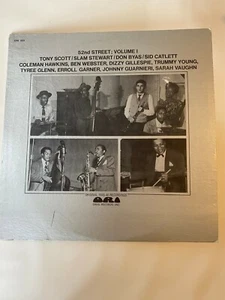 52nd STREET: VOLUME I
TONY SCOTT/SLAM STEWART/DON BYAS/SID CATLETT
COLEMAN HAWKINS, BEN WEBSTER, DIZZY GILLESPIE, TRUMMY YOUNG,
TYREE GLENN, ERROLL GARNER, JOHNNY GUARNIERI, SARAH VAUGHN